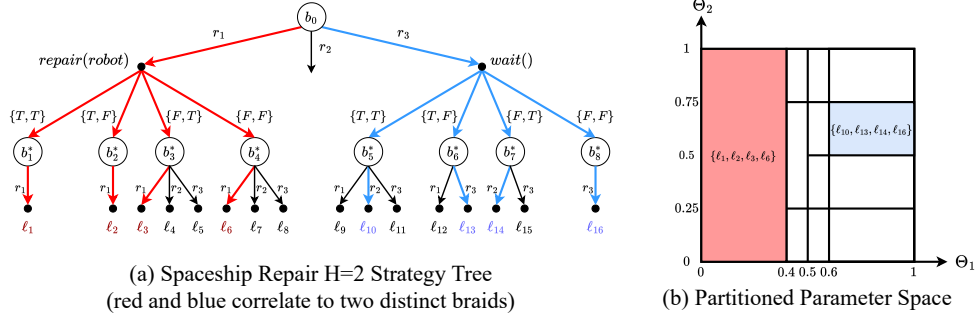 b₀
r₁
r₂
r₃
repair(robot)
wait()
{T, T} {T, F} {F, T} {F, F} {T, T} {T, F} {F, T} {F, F}
b₁* b₂* b₃* b₄* b₅* b₆* b₇* b₈*
r₁ r₁ r₁ r₂ r₃ r₁ r₂ r₃ r₁ r₂ r₃ r₁ r₃ r₂ r₃ r₃
ℓ₁ ℓ₂ ℓ₃ ℓ₄ ℓ₅ ℓ₆ ℓ₇ ℓ₈ ℓ₉ ℓ₁₀ ℓ₁₁ ℓ₁₂ ℓ₁₃ ℓ₁₄ ℓ₁₅ ℓ₁₆
(a) Spaceship Repair H=2 Strategy Tree
(red and blue correlate to two distinct braids)
Θ₂
1
0.75
0.5
0.25
0
{ℓ₁, ℓ₂, ℓ₃, ℓ₆}
{ℓ₁₀, ℓ₁₃, ℓ₁₄, ℓ₁₆}
0 0.4 0.5 0.6 1
Θ₁
(b) Partitioned Parameter Space